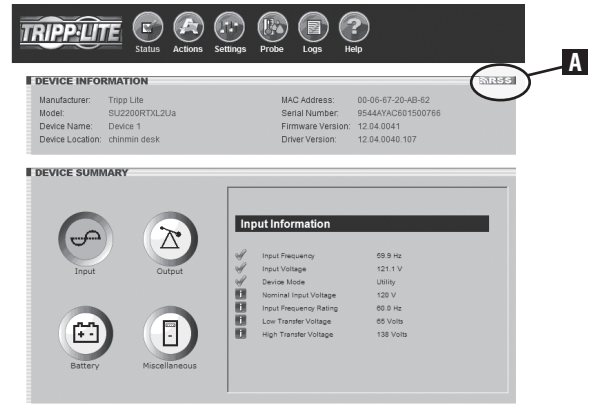 TRIPP·LITE
Status Actions Settings Probe Logs Help
A
DEVICE INFORMATION RSS
Manufacturer: Tripp Lite MAC Address: 00-06-67-20-AB-62
Model: SU2200RTXL2Ua Serial Number: 9544AYAC601500766
Device Name: Device 1 Firmware Version: 12.04.0041
Device Location: chinmin desk Driver Version: 12.04.0040.107
DEVICE SUMMARY
Input Information
Input Frequency 59.9 Hz
Input Voltage 121.1 V
Device Mode Utility
Nominal Input Voltage 120 V
Input Frequency Rating 60.0 Hz
Low Transfer Voltage 65 Volts
High Transfer Voltage 138 Volts
Input Output
Battery Miscellaneous